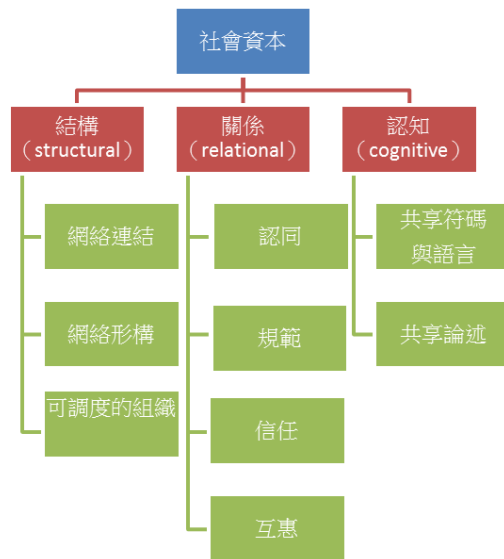 社會資本
結構
（structural）
關係
（relational）
認知
（cognitive）
網絡連結
網絡形構
可調度的組織
認同
規範
信任
互惠
共享符碼
與語言
共享論述